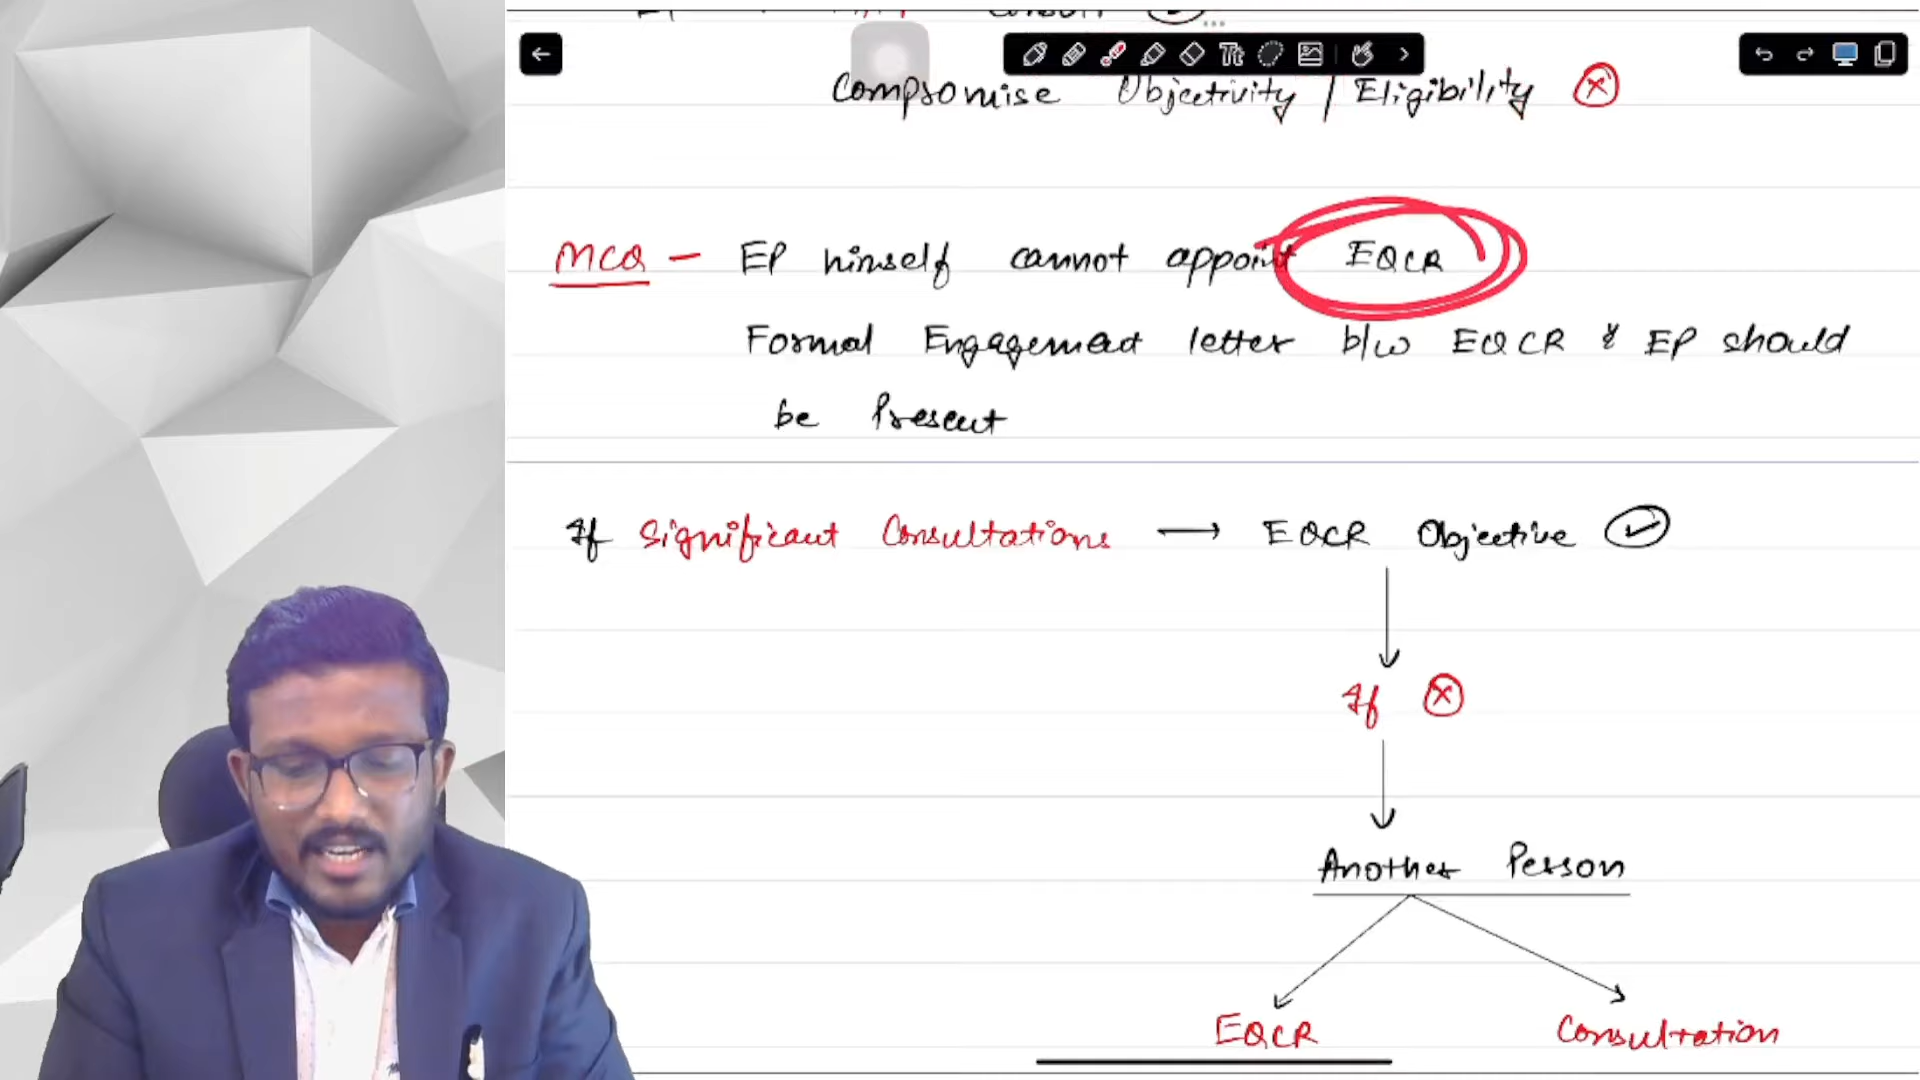 Compromise Objectivity / Eligibility
MCQ - EP himself cannot appoint EQCR
Formal Engagement letter b/w EQCR & EP should
be Present
If Significant Consultations → EQCR Objective
If
Another Person
EQCR Consultation